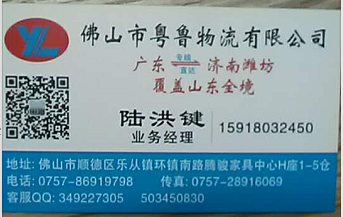 YL 佛山市粤鲁物流有限公司
广东 专线直达 济南潍坊
覆盖山东全境
陆洪键 15918032450
业务经理
地址: 佛山市顺德区乐从镇环镇南路腾骏家具中心H座1-5仓
电话: 0757-86919798 传真: 0757-28916069
客服QQ: 349227305 503450830